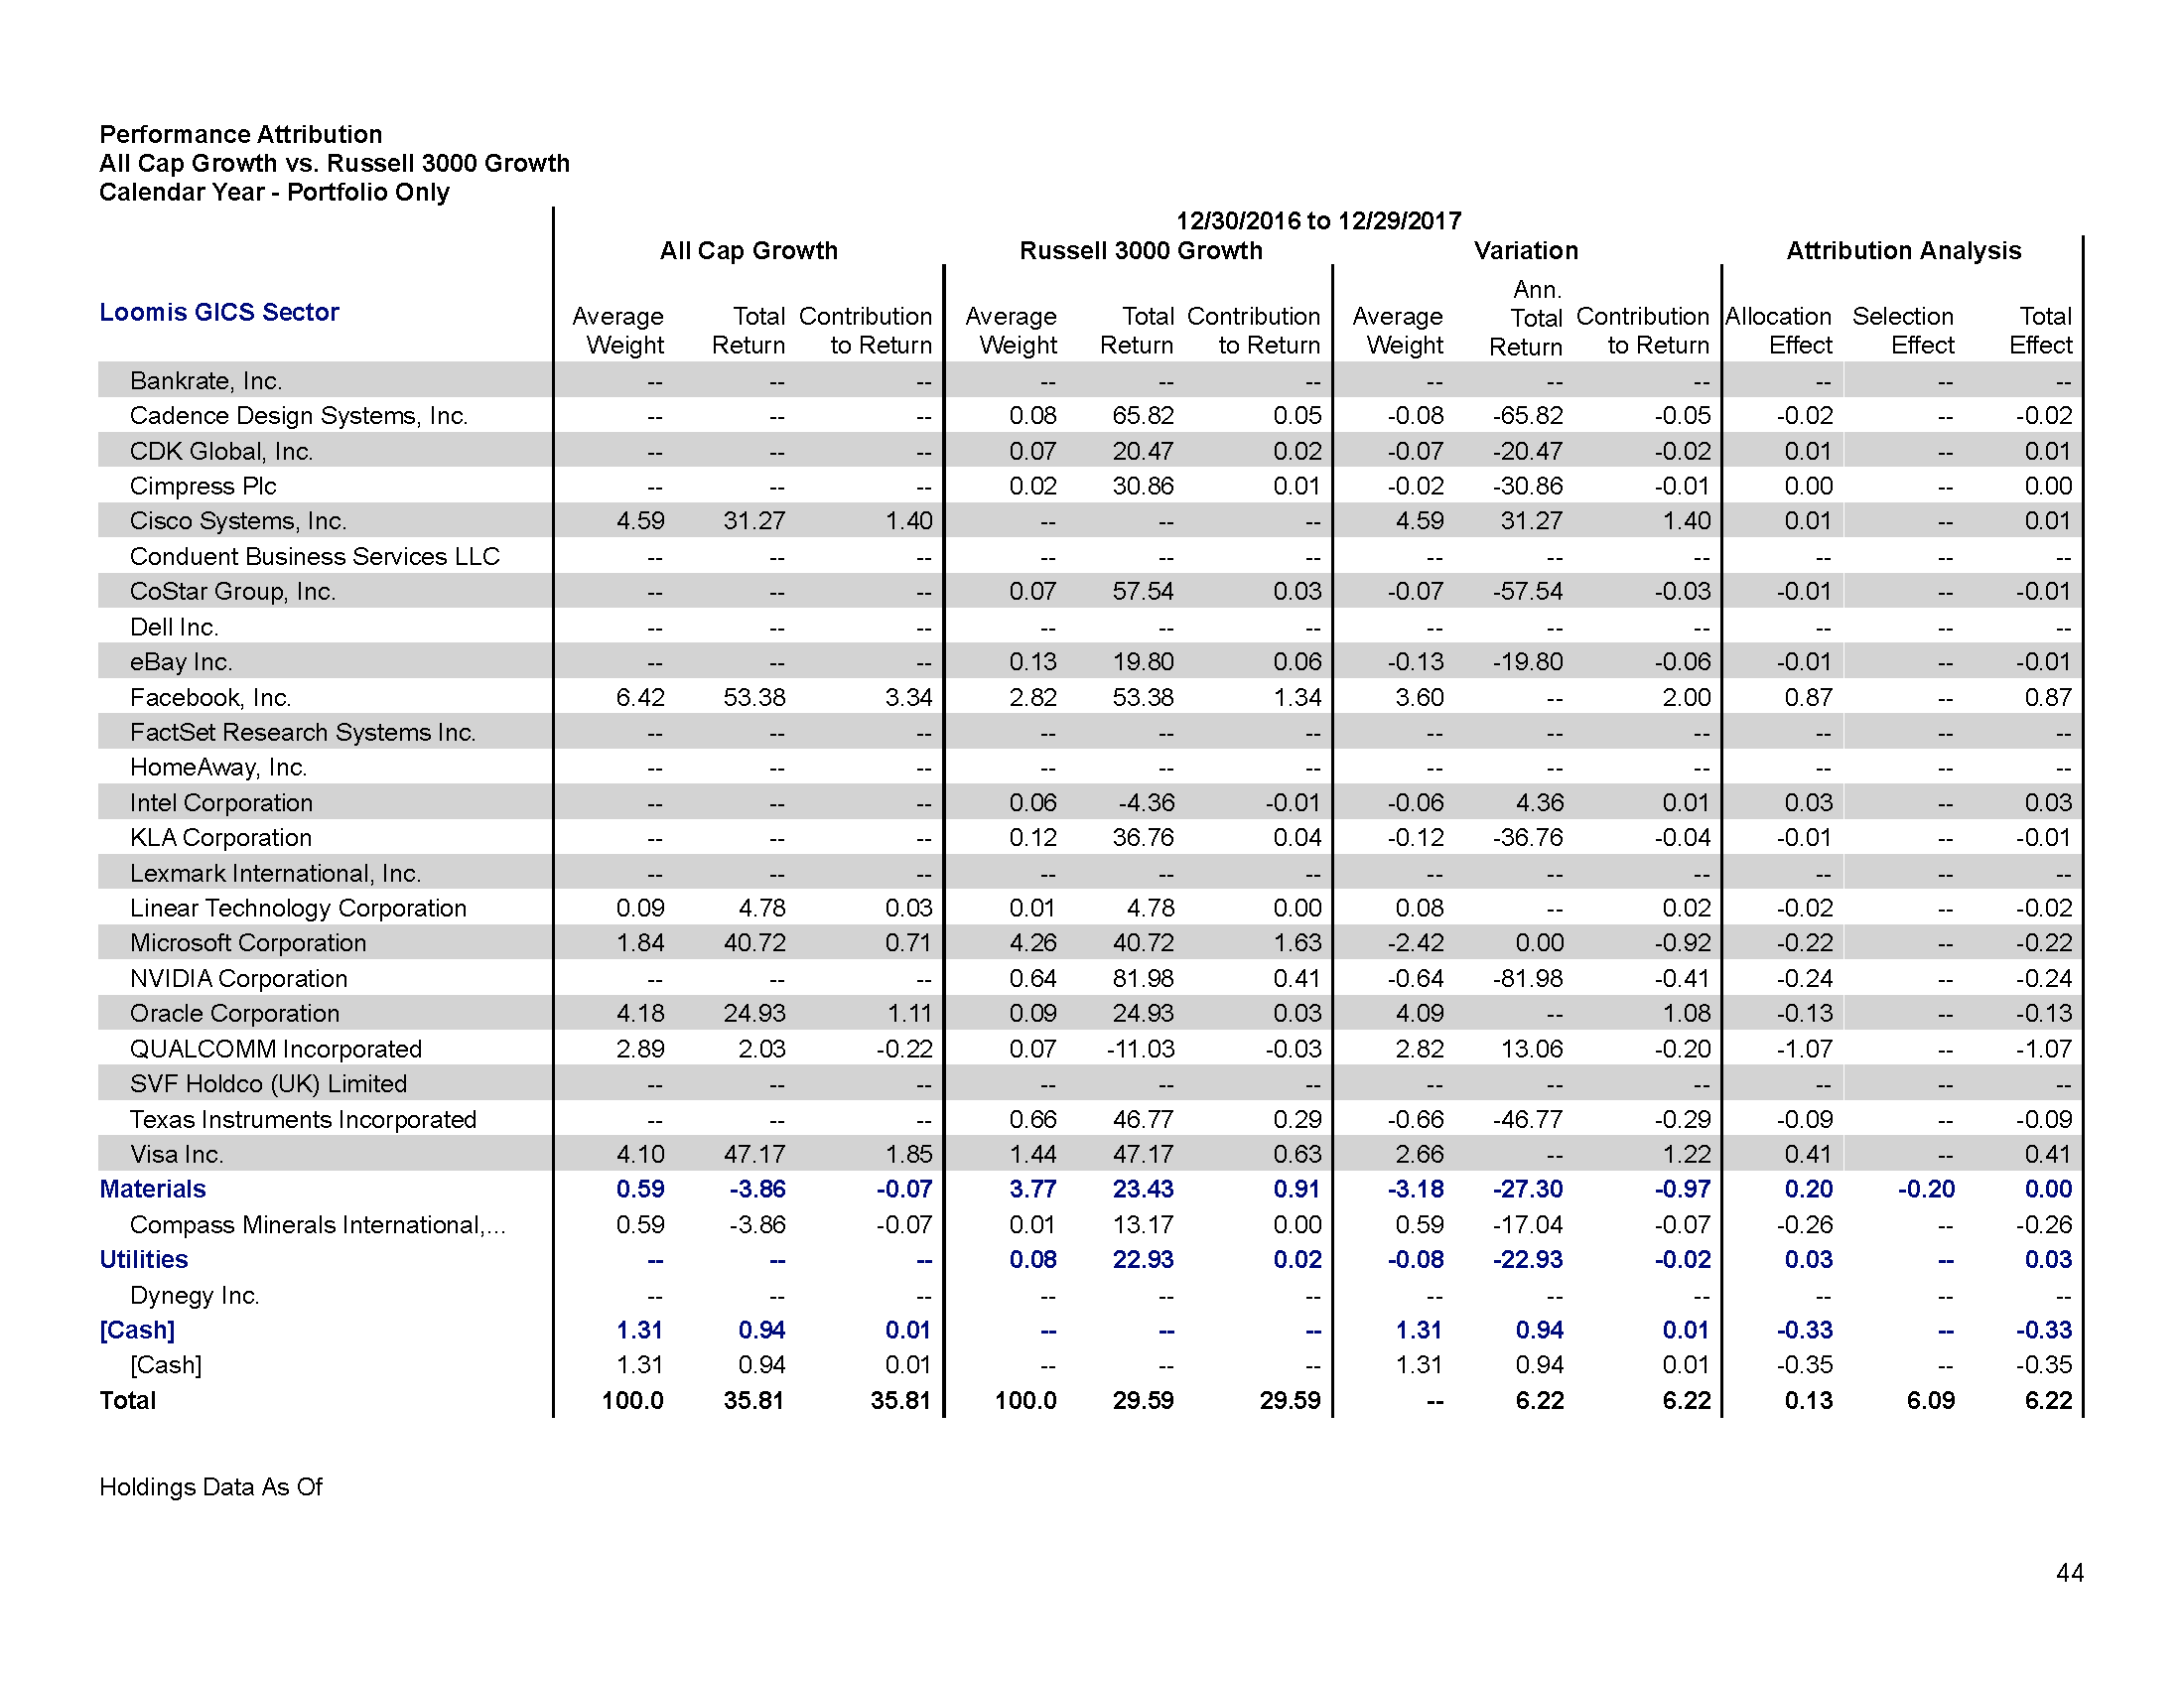 Performance Attribution
All Cap Growth vs. Russell 3000 Growth
Calendar Year - Portfolio Only
12/30/2016 to 12/29/2017
All Cap Growth Russell 3000 Growth Variation Attribution Analysis
Loomis GICS Sector Average Weight Total Return Contribution to Return Average Weight Total Return Contribution to Return Average Weight Ann. Total Return Contribution to Return Allocation Effect Selection Effect Total Effect
Bankrate, Inc. -- -- -- -- -- -- -- -- -- -- -- --
Cadence Design Systems, Inc. -- -- -- 0.08 65.82 0.05 -0.08 -65.82 -0.05 -0.02 -- -0.02
CDK Global, Inc. -- -- -- 0.07 20.47 0.02 -0.07 -20.47 -0.02 0.01 -- 0.01
Cimpress Plc -- -- -- 0.02 30.86 0.01 -0.02 -30.86 -0.01 0.00 -- 0.00
Cisco Systems, Inc. 4.59 31.27 1.40 -- -- -- 4.59 31.27 1.40 0.01 -- 0.01
Conduent Business Services LLC -- -- -- -- -- -- -- -- -- -- -- --
CoStar Group, Inc. -- -- -- 0.07 57.54 0.03 -0.07 -57.54 -0.03 -0.01 -- -0.01
Dell Inc. -- -- -- -- -- -- -- -- -- -- -- --
eBay Inc. -- -- -- 0.13 19.80 0.06 -0.13 -19.80 -0.06 -0.01 -- -0.01
Facebook, Inc. 6.42 53.38 3.34 2.82 53.38 1.34 3.60 -- 2.00 0.87 -- 0.87
FactSet Research Systems Inc. -- -- -- -- -- -- -- -- -- -- -- --
HomeAway, Inc. -- -- -- -- -- -- -- -- -- -- -- --
Intel Corporation -- -- -- 0.06 -4.36 -0.01 -0.06 4.36 0.01 0.03 -- 0.03
KLA Corporation -- -- -- 0.12 36.76 0.04 -0.12 -36.76 -0.04 -0.01 -- -0.01
Lexmark International, Inc. -- -- -- -- -- -- -- -- -- -- -- --
Linear Technology Corporation 0.09 4.78 0.03 0.01 4.78 0.00 0.08 -- 0.02 -0.02 -- -0.02
Microsoft Corporation 1.84 40.72 0.71 4.26 40.72 1.63 -2.42 0.00 -0.92 -0.22 -- -0.22
NVIDIA Corporation -- -- -- 0.64 81.98 0.41 -0.64 -81.98 -0.41 -0.24 -- -0.24
Oracle Corporation 4.18 24.93 1.11 0.09 24.93 0.03 4.09 -- 1.08 -0.13 -- -0.13
QUALCOMM Incorporated 2.89 2.03 -0.22 0.07 -11.03 -0.03 2.82 13.06 -0.20 -1.07 -- -1.07
SVF Holdco (UK) Limited -- -- -- -- -- -- -- -- -- -- -- --
Texas Instruments Incorporated -- -- -- 0.66 46.77 0.29 -0.66 -46.77 -0.29 -0.09 -- -0.09
Visa Inc. 4.10 47.17 1.85 1.44 47.17 0.63 2.66 -- 1.22 0.41 -- 0.41
Materials 0.59 -3.86 -0.07 3.77 23.43 0.91 -3.18 -27.30 -0.97 0.20 -0.20 0.00
Compass Minerals International,... 0.59 -3.86 -0.07 0.01 13.17 0.00 0.59 -17.04 -0.07 -0.26 -- -0.26
Utilities -- -- -- 0.08 22.93 0.02 -0.08 -22.93 -0.02 0.03 -- 0.03
Dynegy Inc. -- -- -- -- -- -- -- -- -- -- -- --
[Cash] 1.31 0.94 0.01 -- -- -- 1.31 0.94 0.01 -0.33 -- -0.33
[Cash] 1.31 0.94 0.01 -- -- -- 1.31 0.94 0.01 -0.35 -- -0.35
Total 100.0 35.81 35.81 100.0 29.59 29.59 -- 6.22 6.22 0.13 6.09 6.22
Holdings Data As Of
44